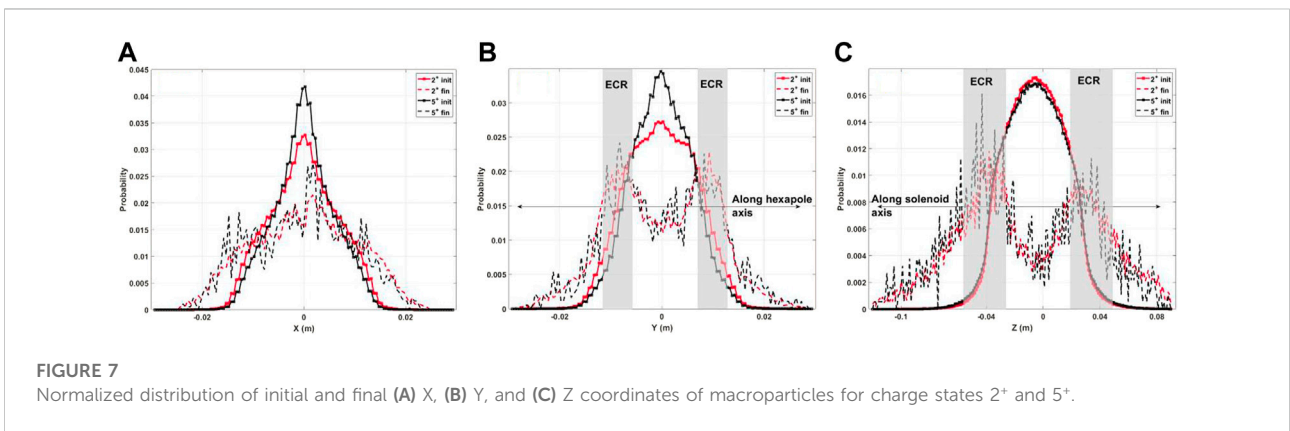 A
0.045
0.04
0.035
0.03
0.025
0.02
0.015
0.01
0.005
0
Probability
-0.02
0
0.02
X (m)
2⁺ init
2⁺ fin
5⁺ init
5⁺ fin
B
ECR
ECR
0.03
0.025
0.02
0.015
0.01
0.005
0
Probability
-0.02
0
0.02
Y (m)
2⁺ init
2⁺ fin
5⁺ init
5⁺ fin
Along hexapole
axis
C
ECR
ECR
0.016
0.014
0.012
0.01
0.008
0.006
0.004
0.002
0
Probability
-0.1
-0.04
0
0.04
0.08
Z (m)
2⁺ init
2⁺ fin
5⁺ init
5⁺ fin
Along solenoid
axis
FIGURE 7
Normalized distribution of initial and final (A) X, (B) Y, and (C) Z coordinates of macroparticles for charge states 2⁺ and 5⁺.